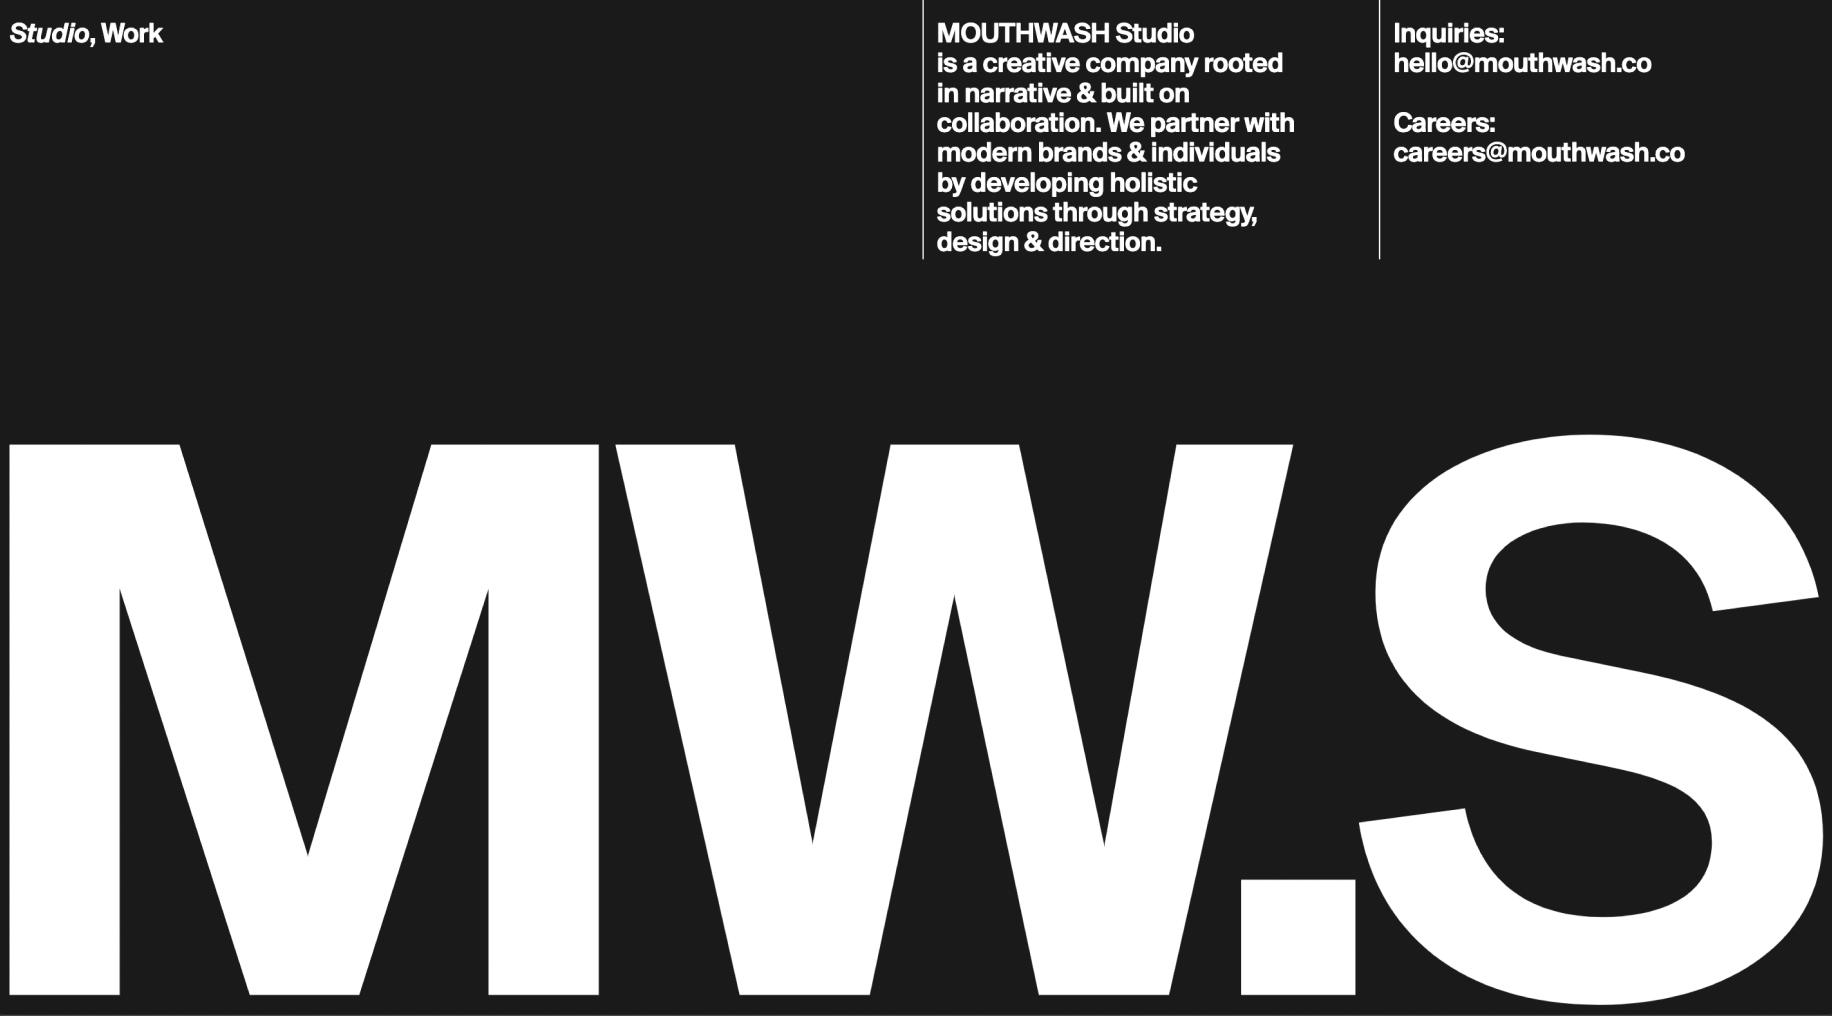 Studio, Work
MOUTHWASH Studio
is a creative company rooted
in narrative & built on
collaboration. We partner with
modern brands & individuals
by developing holistic
solutions through strategy,
design & direction.
Inquiries:
hello@mouthwash.co
Careers:
careers@mouthwash.co
MW.S